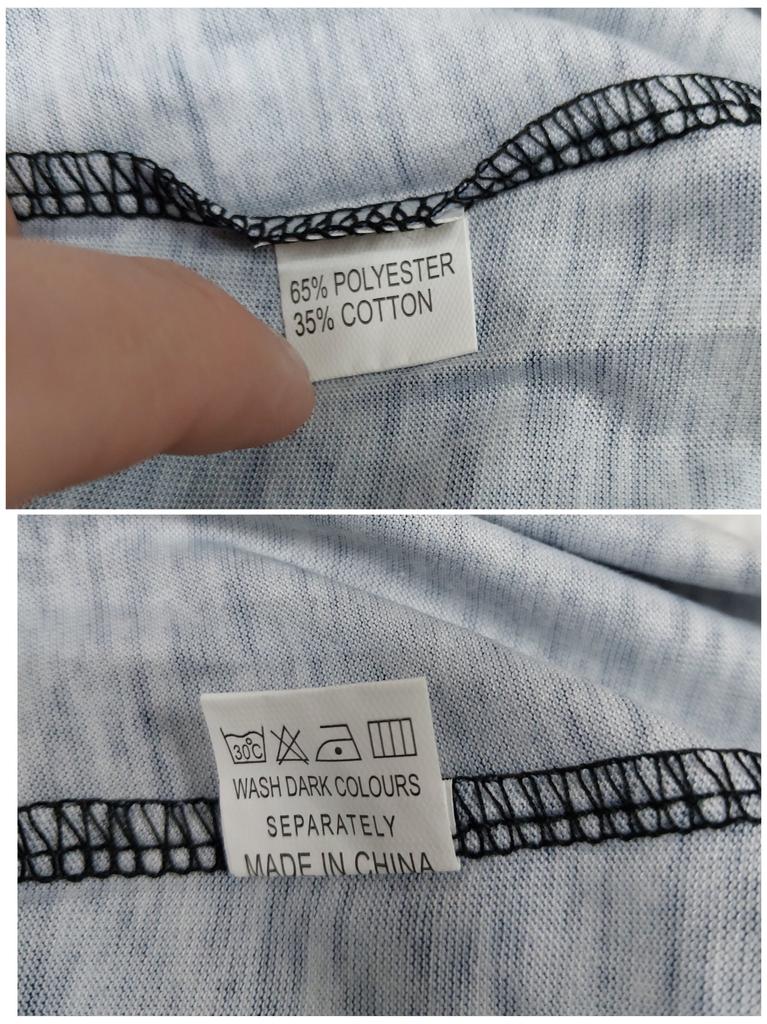 65% POLYESTER
35% COTTON
30°C
WASH DARK COLOURS
SEPARATELY
MADE IN CHINA